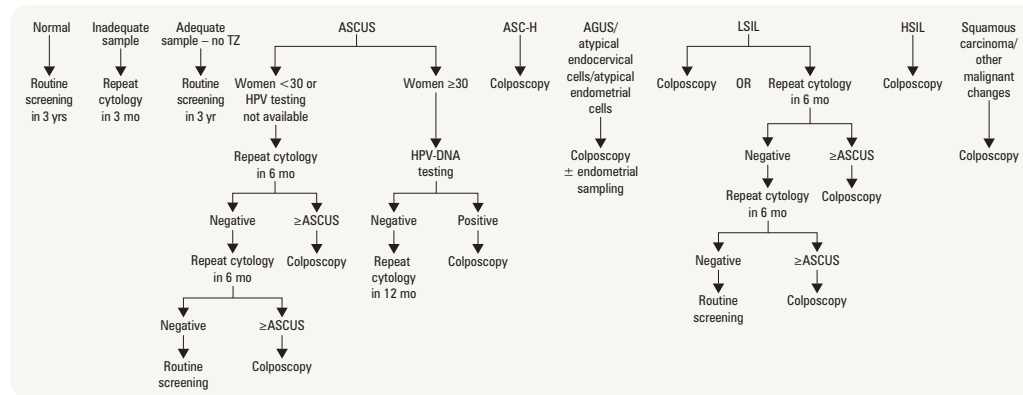 Normal
Inadequate
sample
Adequate
sample – no TZ
ASCUS
ASC-H
AGUS/
atypical
endocervical
cells/atypical
endometrial
cells
LSIL
HSIL
Squamous
carcinoma/
other
malignant
changes
Routine
screening
in 3 yrs
Repeat
cytology
in 3 mo
Routine
screening
in 3 yr
Women <30 or
HPV testing
not available
Women ≥30
Colposcopy
Colposcopy
OR
Repeat cytology
in 6 mo
Colposcopy
Repeat cytology
in 6 mo
HPV-DNA
testing
Colposcopy
± endometrial
sampling
Negative
≥ASCUS
Colposcopy
Repeat cytology
in 6 mo
Colposcopy
Negative
≥ASCUS
Negative
Positive
Repeat cytology
in 6 mo
Colposcopy
Repeat
cytology
in 12 mo
Colposcopy
Negative
≥ASCUS
Routine
screening
Colposcopy
Negative
≥ASCUS
Routine
screening
Colposcopy